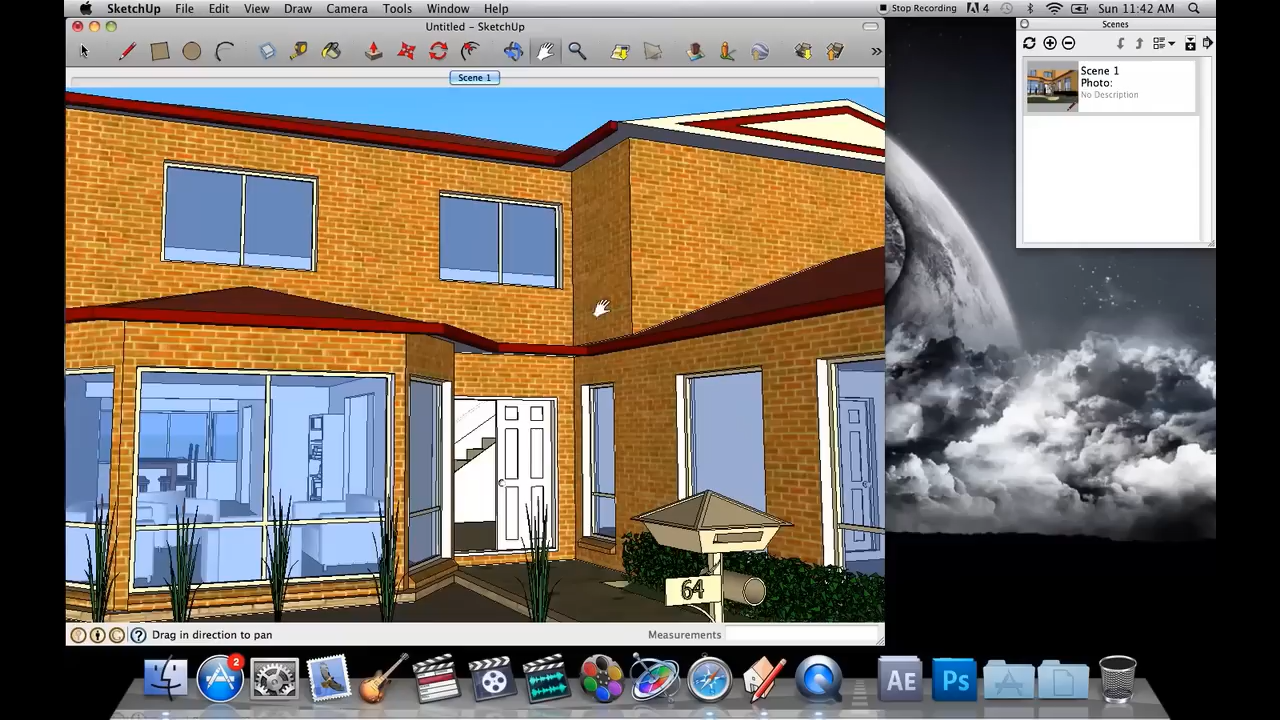 SketchUp File Edit View Camera Tools Window Help
Stop Recording 4 Sun 11:42 AM
Untitled - SketchUp
Scenes
Scene 1
Scene 1
Photo:
No Description
64
Drag in direction to pan
Measurements
2
AE
Ps